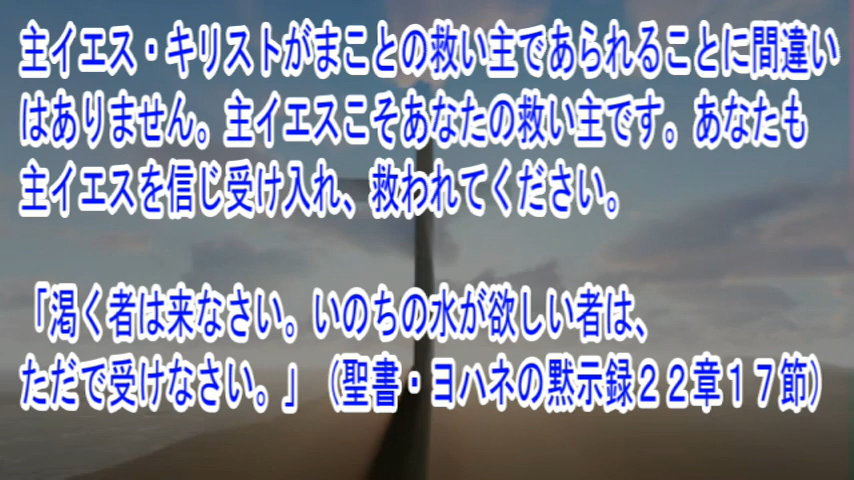 主イエス・キリストがまことの救い主であられることに間違い
はありません。主イエスこそあなたの救い主です。あなたも
主イエスを信じ受け入れ、救われてください。
「渇く者は来なさい。いのちの水が欲しい者は、
ただで受けなさい。」（聖書・ヨハネの黙示録２２章１７節）